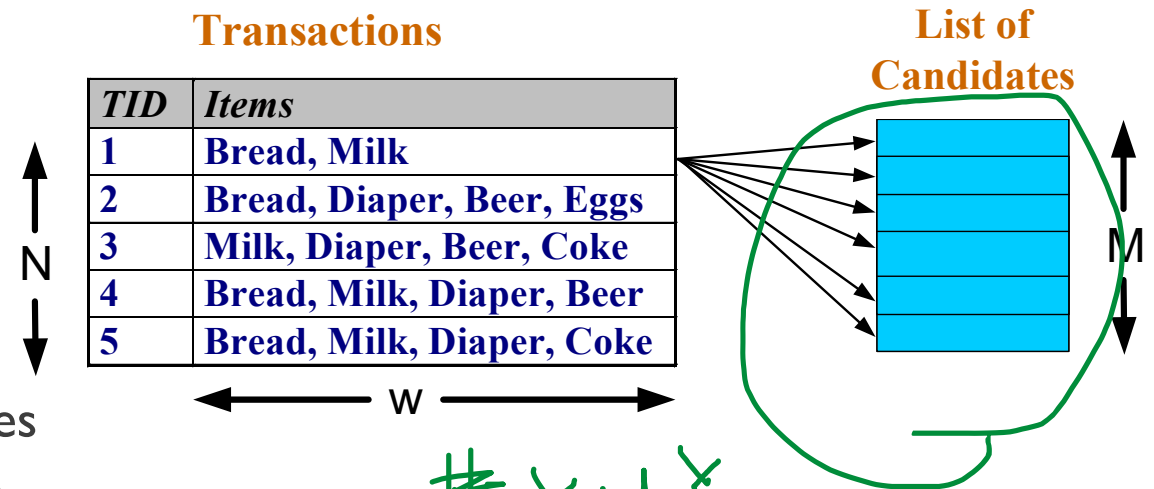 Transactions
List of
Candidates
TID Items
1 Bread, Milk
2 Bread, Diaper, Beer, Eggs
3 Milk, Diaper, Beer, Coke
4 Bread, Milk, Diaper, Beer
5 Bread, Milk, Diaper, Coke
N
M
w
es